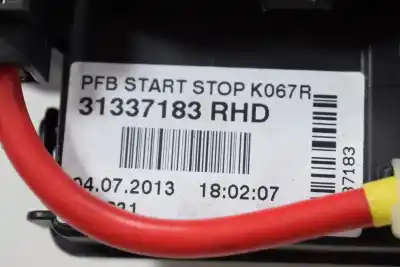 PFB START STOP K067R
31337183 RHD
04.07.2013 18:02:07